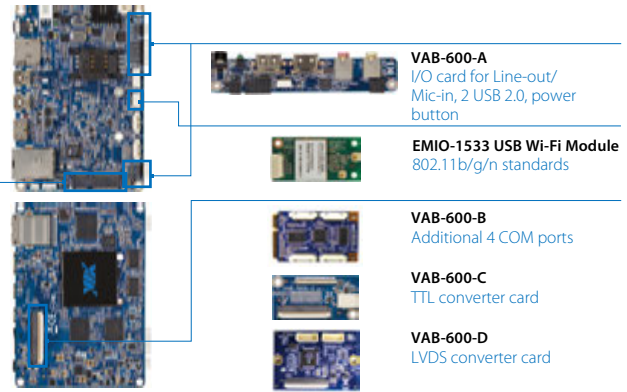 VAB-600-A
I/O card for Line-out/
Mic-in, 2 USB 2.0, power
button
EMIO-1533 USB Wi-Fi Module
802.11b/g/n standards
VAB-600-B
Additional 4 COM ports
VAB-600-C
TTL converter card
VAB-600-D
LVDS converter card
VIA